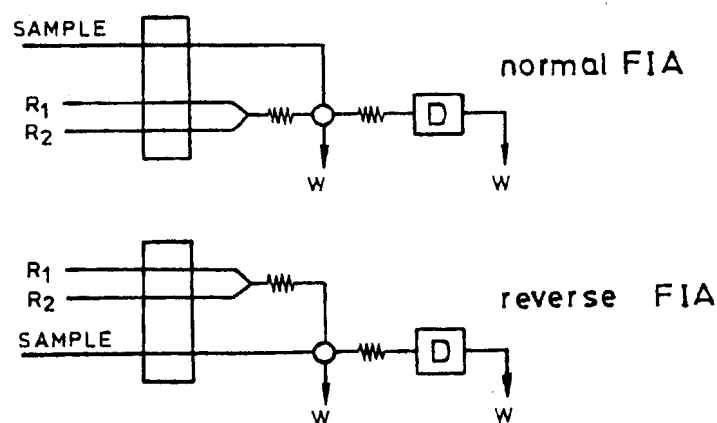 SAMPLE
normal FIA
R1
R2
D
W
W
R1
R2
reverse FIA
SAMPLE
D
W
W